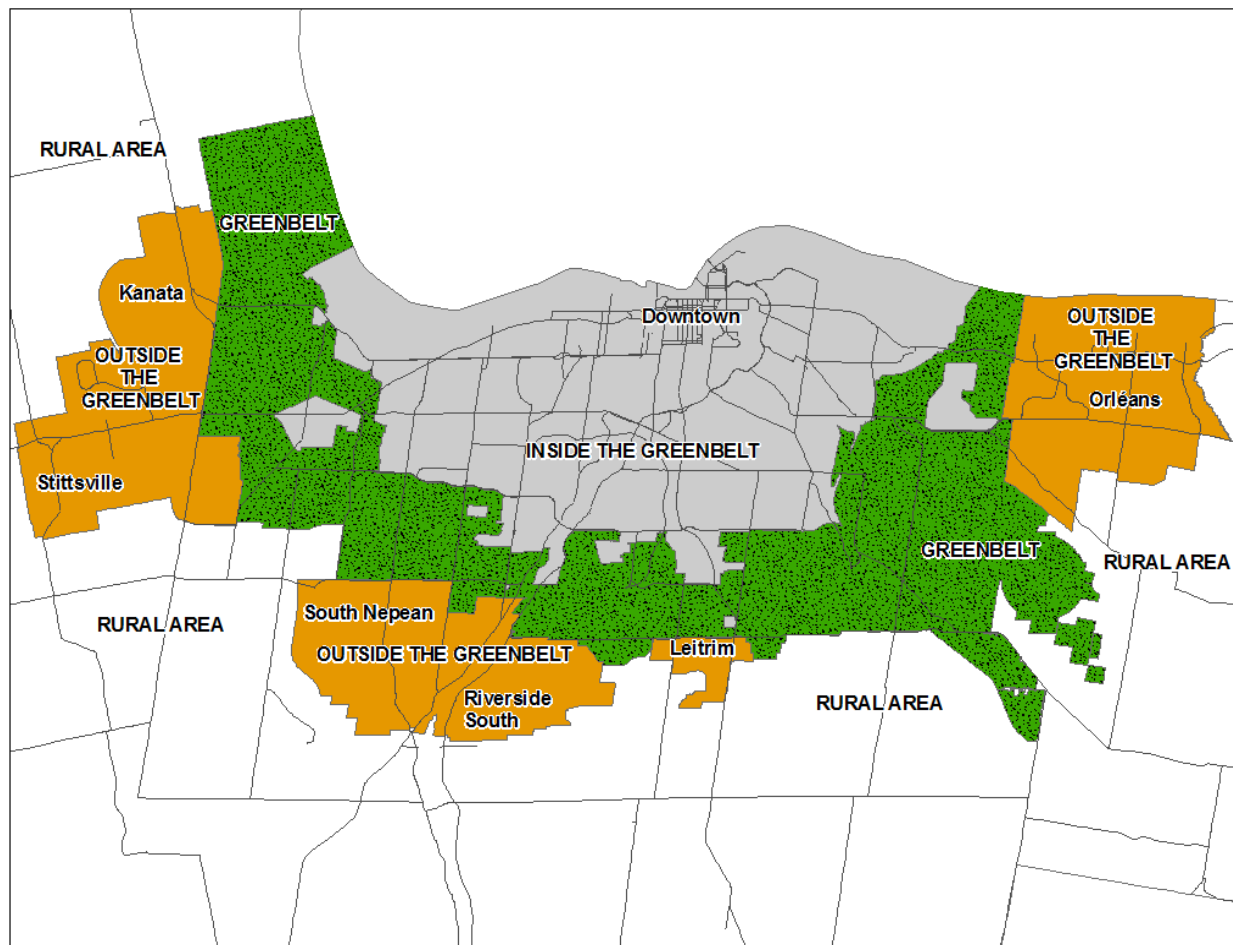 RURAL AREA
GREENBELT
Kanata
Downtown
OUTSIDE
THE
GREENBELT
Orléans
OUTSIDE
THE
GREENBELT
INSIDE THE GREENBELT
Stittsville
GREENBELT
RURAL AREA
South Nepean
RURAL AREA
OUTSIDE THE GREENBELT
Leitrim
Riverside
South
RURAL AREA